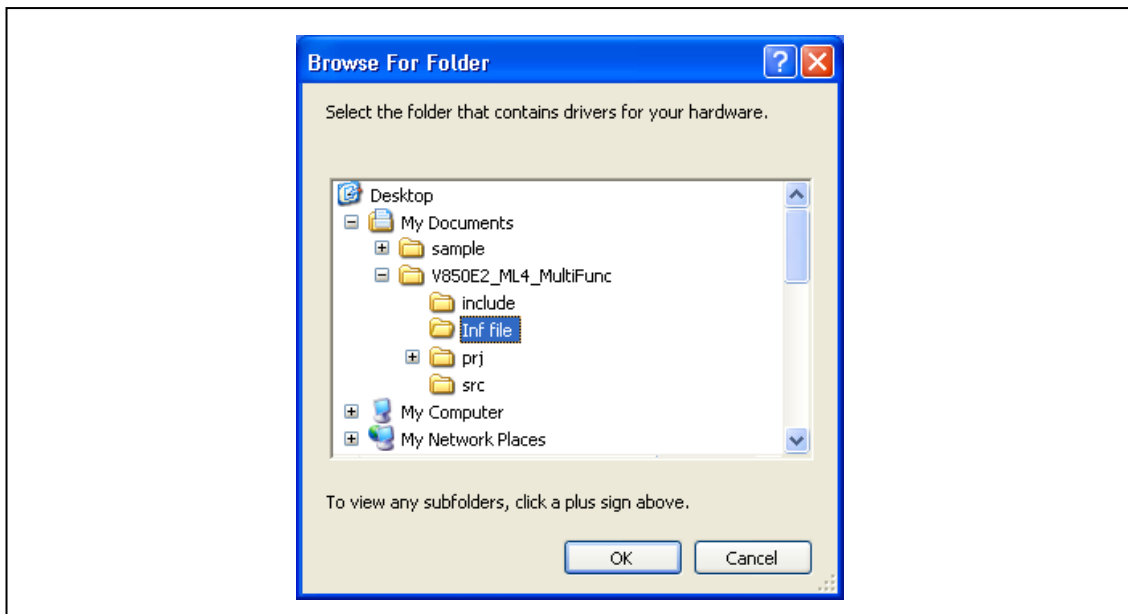 Browse For Folder
Select the folder that contains drivers for your hardware.
Desktop
My Documents
sample
V850E2_ML4_MultiFunc
include
Inf file
prj
src
My Computer
My Network Places
To view any subfolders, click a plus sign above.
OK Cancel